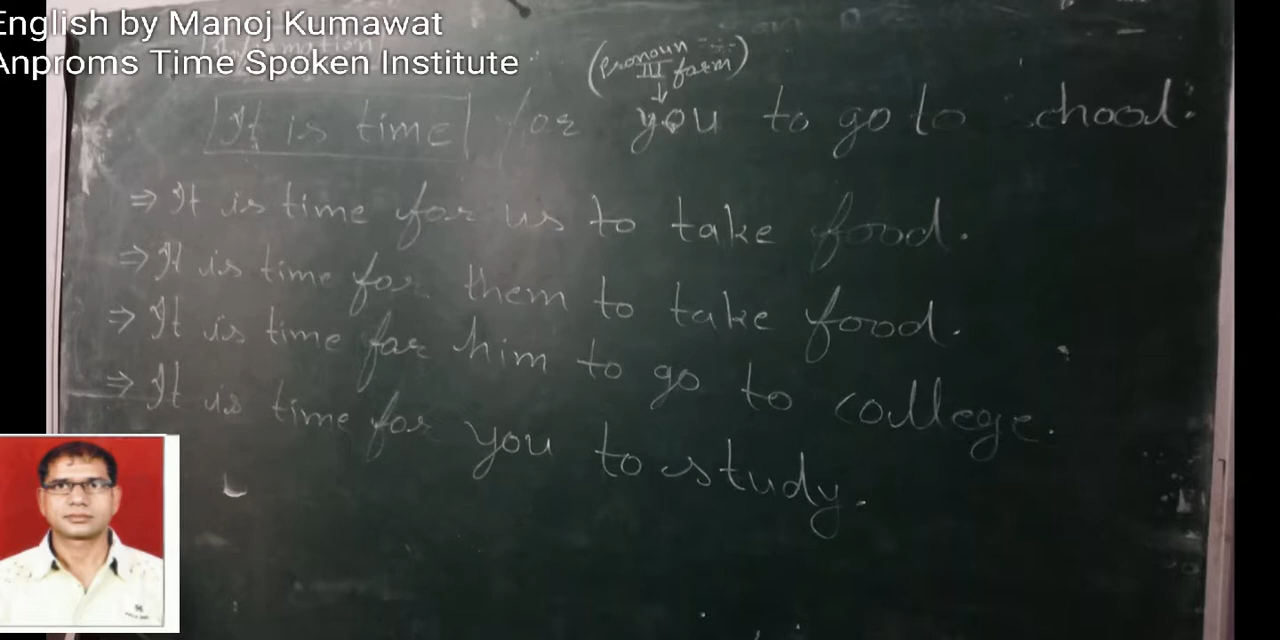 English by Manoj Kumawat
Anproms Time Spoken Institute
(Pronoun
III form)
↓
It is time for you to go to chool.
⇒ It is time for us to take food.
⇒ It is time for them to take food.
⇒ It is time for him to go to college.
⇒ It is time for you to study.